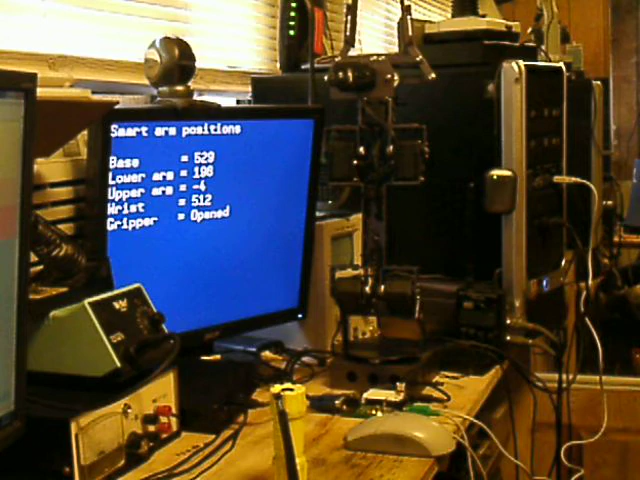 Smart arm positions
Base = 529
Lower arm = 198
Upper arm = -4
Wrist = 512
Gripper = Opened